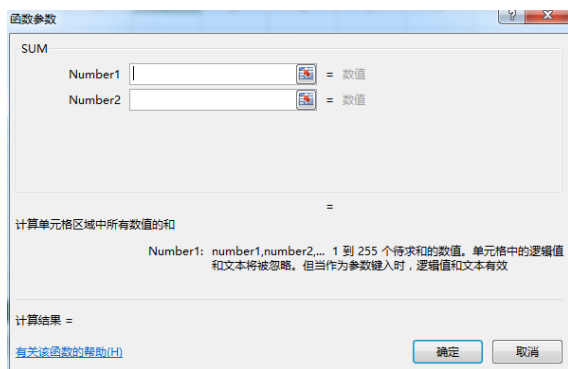 函数参数
SUM
Number1 = 数值
Number2 = 数值
=
计算单元格区域中所有数值的和
Number1: number1,number2,... 1 到 255 个待求和的数值。单元格中的逻辑值
和文本将被忽略。但当作为参数键入时，逻辑值和文本有效
计算结果 =
有关该函数的帮助(H)
确定
取消